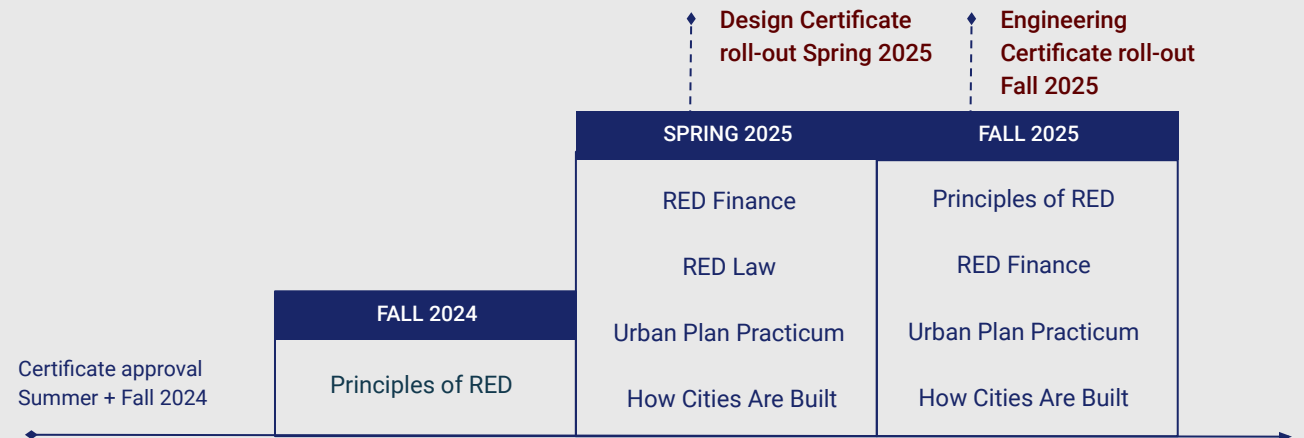 Design Certificate
roll-out Spring 2025
Engineering
Certificate roll-out
Fall 2025
SPRING 2025
FALL 2025
RED Finance
RED Law
Urban Plan Practicum
How Cities Are Built
Principles of RED
RED Finance
Urban Plan Practicum
How Cities Are Built
FALL 2024
Principles of RED
Certificate approval
Summer + Fall 2024